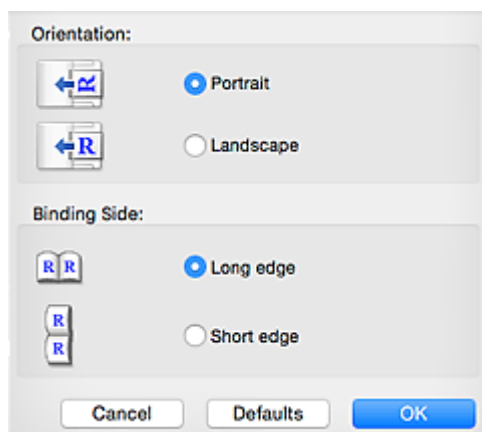 Orientation:
R
Portrait
R
Landscape
Binding Side:
R R
Long edge
R
R
Short edge
Cancel Defaults OK